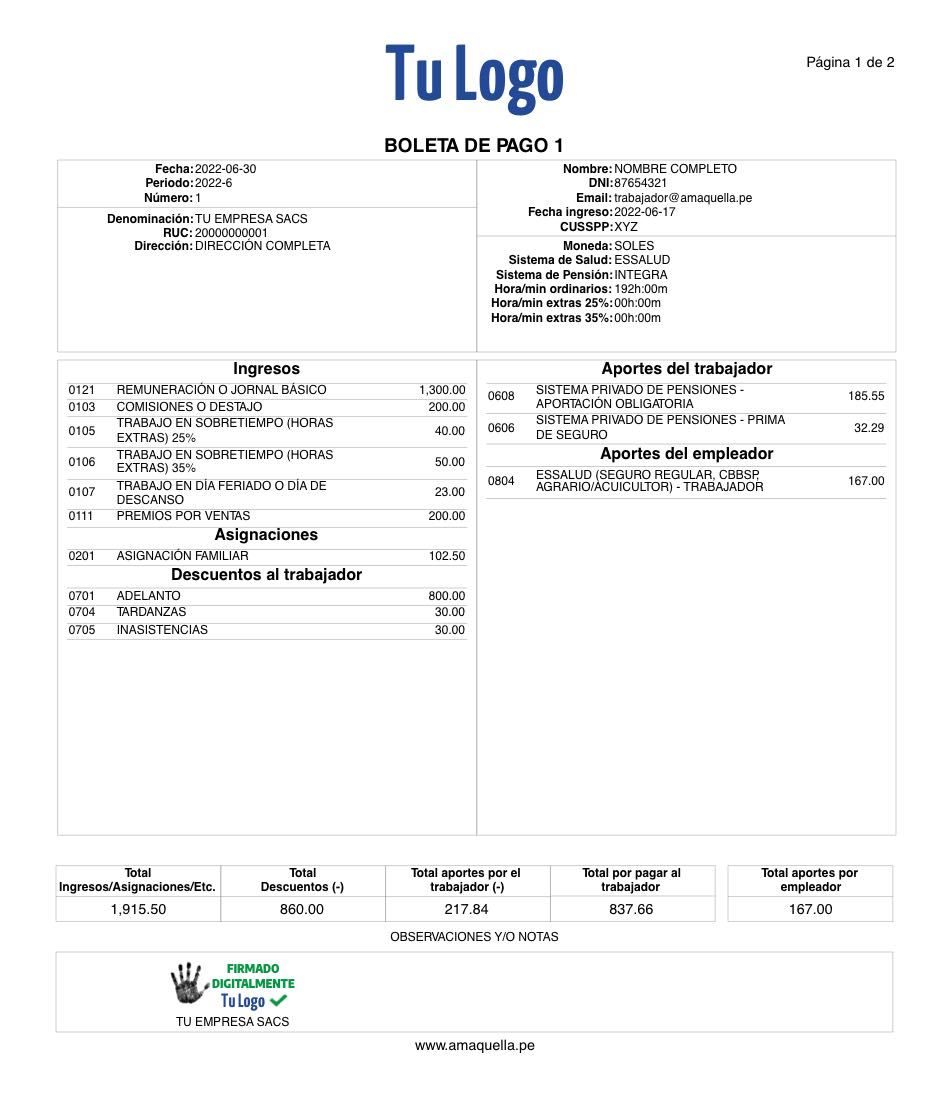 Tu Logo
Página 1 de 2
BOLETA DE PAGO 1
Fecha: 2022-06-30
Periodo: 2022-6
Número: 1
Denominación: TU EMPRESA SACS
RUC: 20000000001
Dirección: DIRECCIÓN COMPLETA
Nombre: NOMBRE COMPLETO
DNI: 87654321
Email: trabajador@amaquella.pe
Fecha ingreso: 2022-06-17
CUSSPP: XYZ
Moneda: SOLES
Sistema de Salud: ESSALUD
Sistema de Pensión: INTEGRA
Hora/min ordinarios: 192h:00m
Hora/min extras 25%: 00h:00m
Hora/min extras 35%: 00h:00m
Ingresos
0121 REMUNERACIÓN O JORNAL BÁSICO 1,300.00
0103 COMISIONES O DESTAJO 200.00
0105 TRABAJO EN SOBRETIEMPO (HORAS
EXTRAS) 25% 40.00
0106 TRABAJO EN SOBRETIEMPO (HORAS
EXTRAS) 35% 50.00
0107 TRABAJO EN DÍA FERIADO O DÍA DE
DESCANSO 23.00
0111 PREMIOS POR VENTAS 200.00
Asignaciones
0201 ASIGNACIÓN FAMILIAR 102.50
Descuentos al trabajador
0701 ADELANTO 800.00
0704 TARDANZAS 30.00
0705 INASISTENCIAS 30.00
Aportes del trabajador
0608 SISTEMA PRIVADO DE PENSIONES -
APORTACIÓN OBLIGATORIA 185.55
0606 SISTEMA PRIVADO DE PENSIONES - PRIMA
DE SEGURO 32.29
Aportes del empleador
0804 ESSALUD (SEGURO REGULAR, CBBSP,
AGRARIO/ACUICULTOR) - TRABAJADOR 167.00
Total
Ingresos/Asignaciones/Etc.
1,915.50
Total
Descuentos (-)
860.00
Total aportes por el
trabajador (-)
217.84
Total por pagar al
trabajador
837.66
Total aportes por
empleador
167.00
OBSERVACIONES Y/O NOTAS
FIRMADO
DIGITALMENTE
Tu Logo
TU EMPRESA SACS
www.amaquella.pe